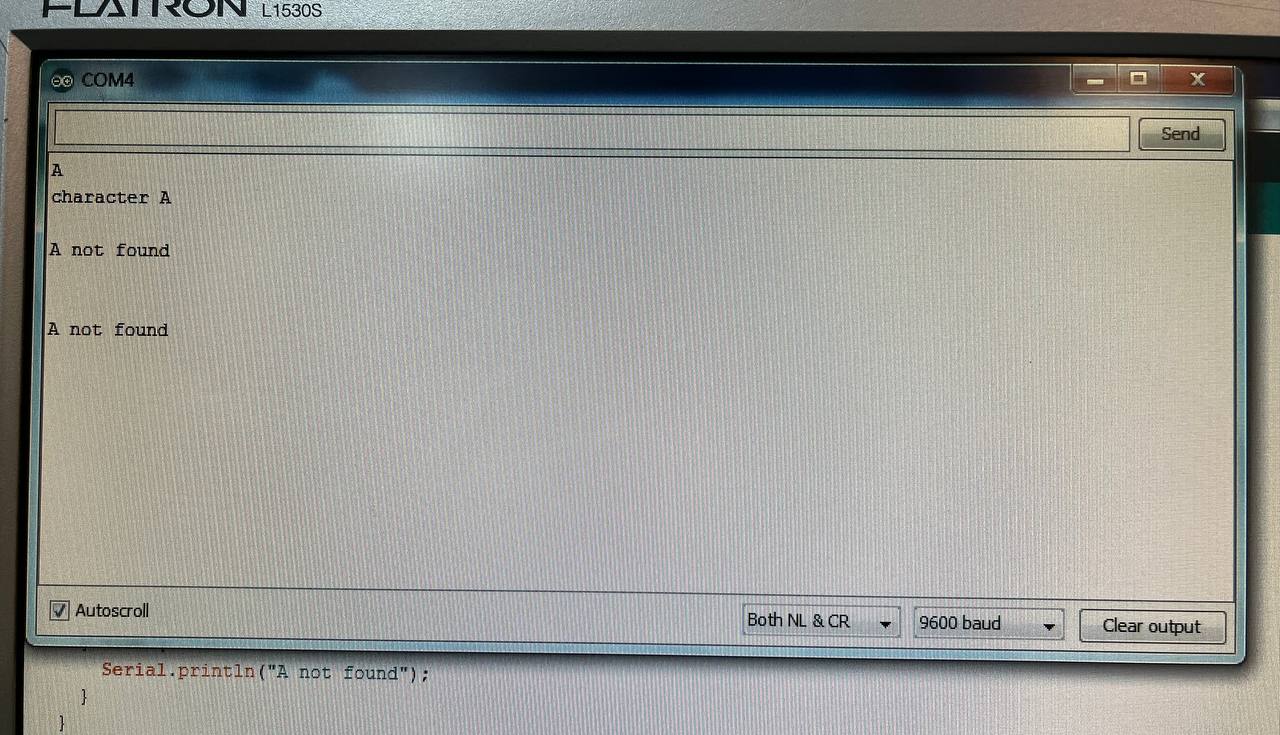 FLATRON L1530S
COM4
Send
A
character A
A not found
A not found
Autoscroll
Both NL & CR
9600 baud
Clear output
Serial.println("A not found");
}
}